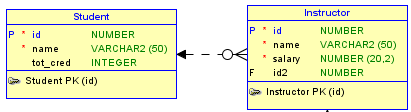 Student
P * id NUMBER
* name VARCHAR2 (50)
tot_cred INTEGER
Student PK (id)
Instructor
P * id NUMBER
* name VARCHAR2 (50)
* salary NUMBER (20,2)
F id2 NUMBER
Instructor PK (id)